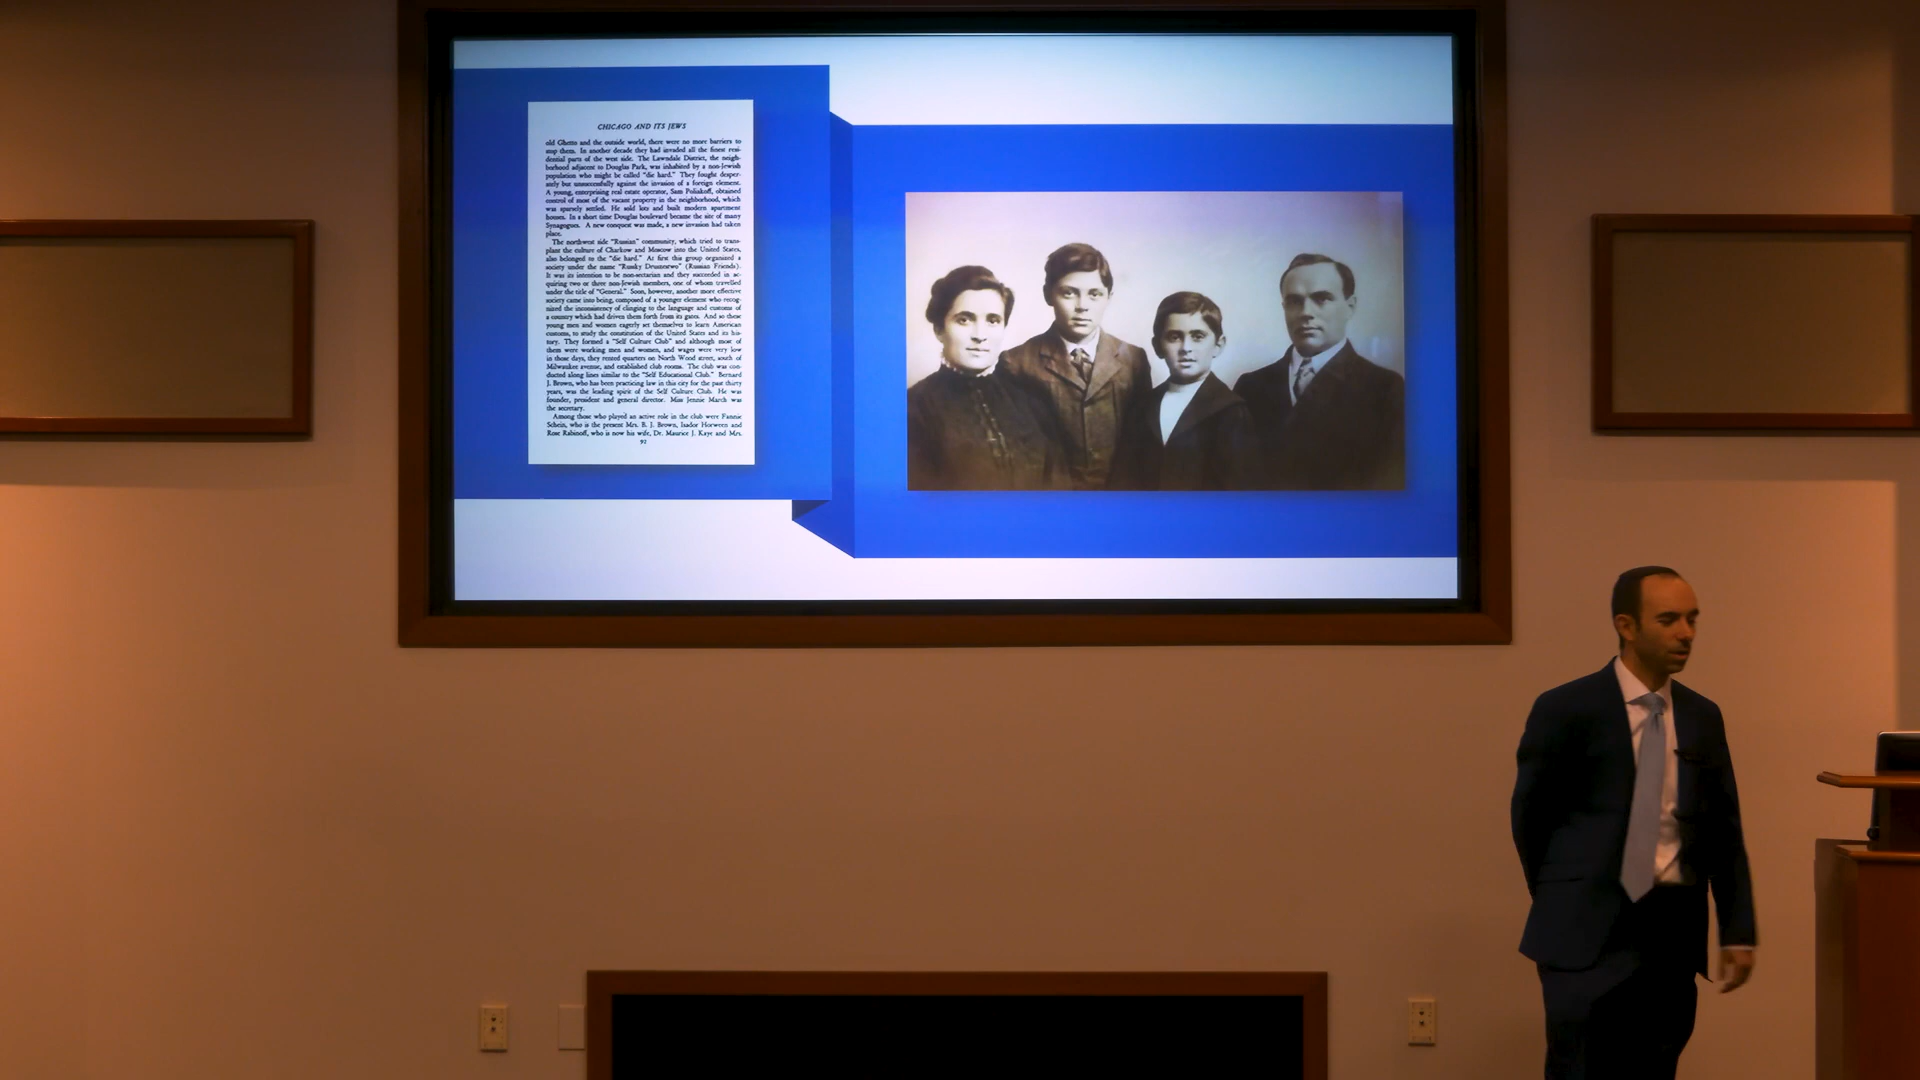 CHICAGO AND ITS JEWS
old Ghetto and the outside world, there were no more barriers to
stop them. In another decade they had invaded all the finest resi-
dential parts of the west side. The Lawndale District, the neigh-
borhood adjacent to Douglas Park, was inhabited by a non-Jewish
population who might be called "die hard." They fought desper-
ately but unsuccessfully against the invasion of a foreign element.
A young, enterprising real estate operator, Sam Poliakoff, obtained
control of most of the vacant property in the neighborhood, which
was sparsely settled. He sold lots and built modern apartment
houses. In a short time Douglas boulevard became the site of many
Synagogues. A new conquest was made, a new invasion had taken
place.
The northwest side "Russian" community, which tried to trans-
plant the culture of Charkow and Moscow into the United States,
also belonged to the "die hard." At first this group organized a
society under the name "Russky Drustestwo" (Russian Friends).
It was its intention to be non-sectarian and they succeeded in ac-
quiring two or three non-Jewish members, one of whom travelled
under the title of "General." Soon, however, another more effective
society came into being, composed of a younger element who recog-
nized the inconsistency of clinging to the language and customs of
a country which had driven them forth from its gates. And so these
young men and women eagerly set themselves to learn American
customs, to study the constitution of the United States and its his-
tory. They formed a "Self Culture Club" and although most of
them were working men and women, and wages were very low
in those days, they rented quarters on North Wood street, south of
Milwaukee avenue, and established club rooms. The club was con-
ducted along lines similar to the "Self Educational Club." Bernard
J. Brown, who has been practicing law in this city for the past thirty
years, was the leading spirit of the Self Culture Club. He was
founder, president and general director. Miss Jennie March was
the secretary.
Among those who played an active role in the club were Fannie
Schein, who is the present Mrs. B. J. Brown, Isador Horween and
Rose Rabinoff, who is now his wife, Dr. Maurice J. Kaye and Mrs.